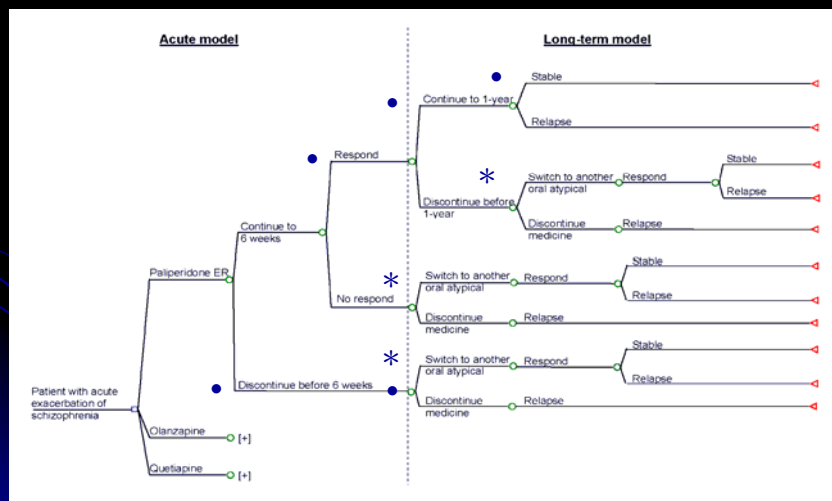 Acute model
Long-term model
Stable
Continue to 1-year
Relapse
Respond
Stable
Switch to another
oral atypical
Respond
Relapse
Discontinue before
1-year
Discontinue
medicine
Relapse
Continue to
6 weeks
Stable
Paliperidone ER
Switch to another
oral atypical
Respond
No respond
Relapse
Discontinue
medicine
Relapse
Stable
Switch to another
oral atypical
Respond
Discontinue before 6 weeks
Relapse
Patient with acute
exacerbation of
schizophrenia
Discontinue
medicine
Relapse
Olanzapine
[+]
Quetiapine
[+]